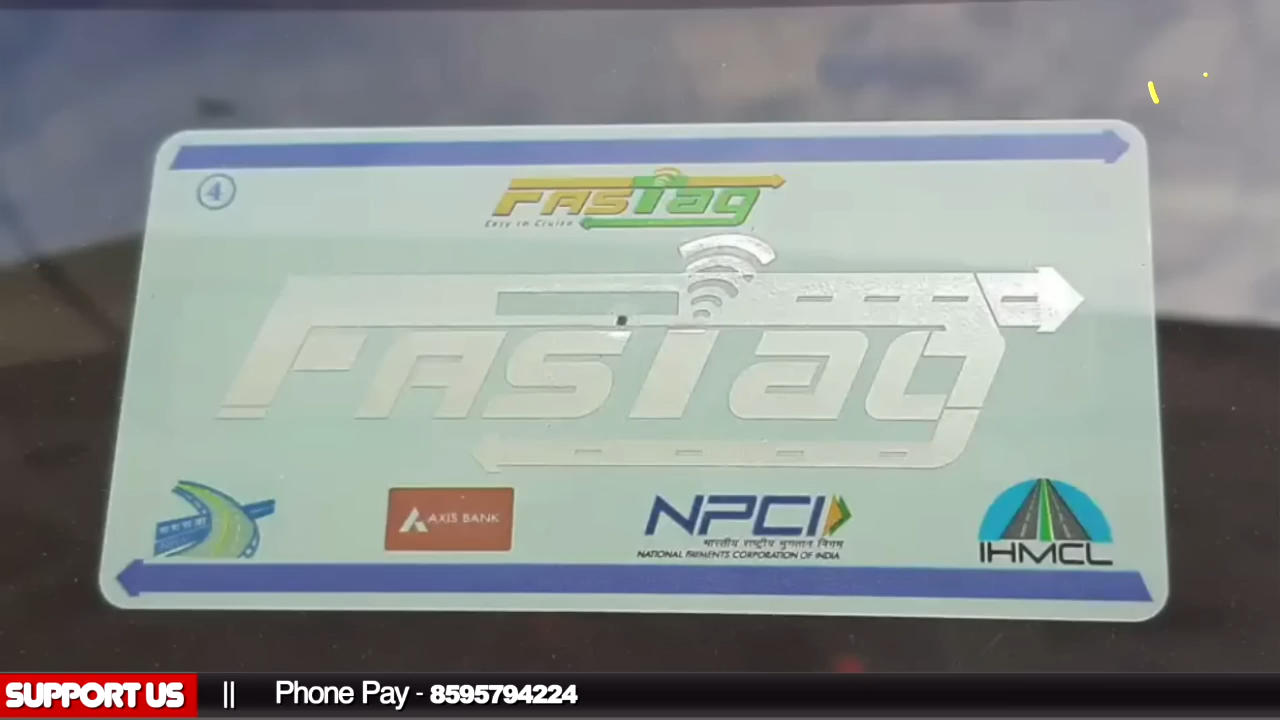 4
FASTag
Easy to Cruise
FASTag
AXIS BANK
NPCI
भारतीय राष्ट्रीय भुगतान निगम
NATIONAL PAYMENTS CORPORATION OF INDIA
IHMCL
SUPPORT US || Phone Pay - 8595794224